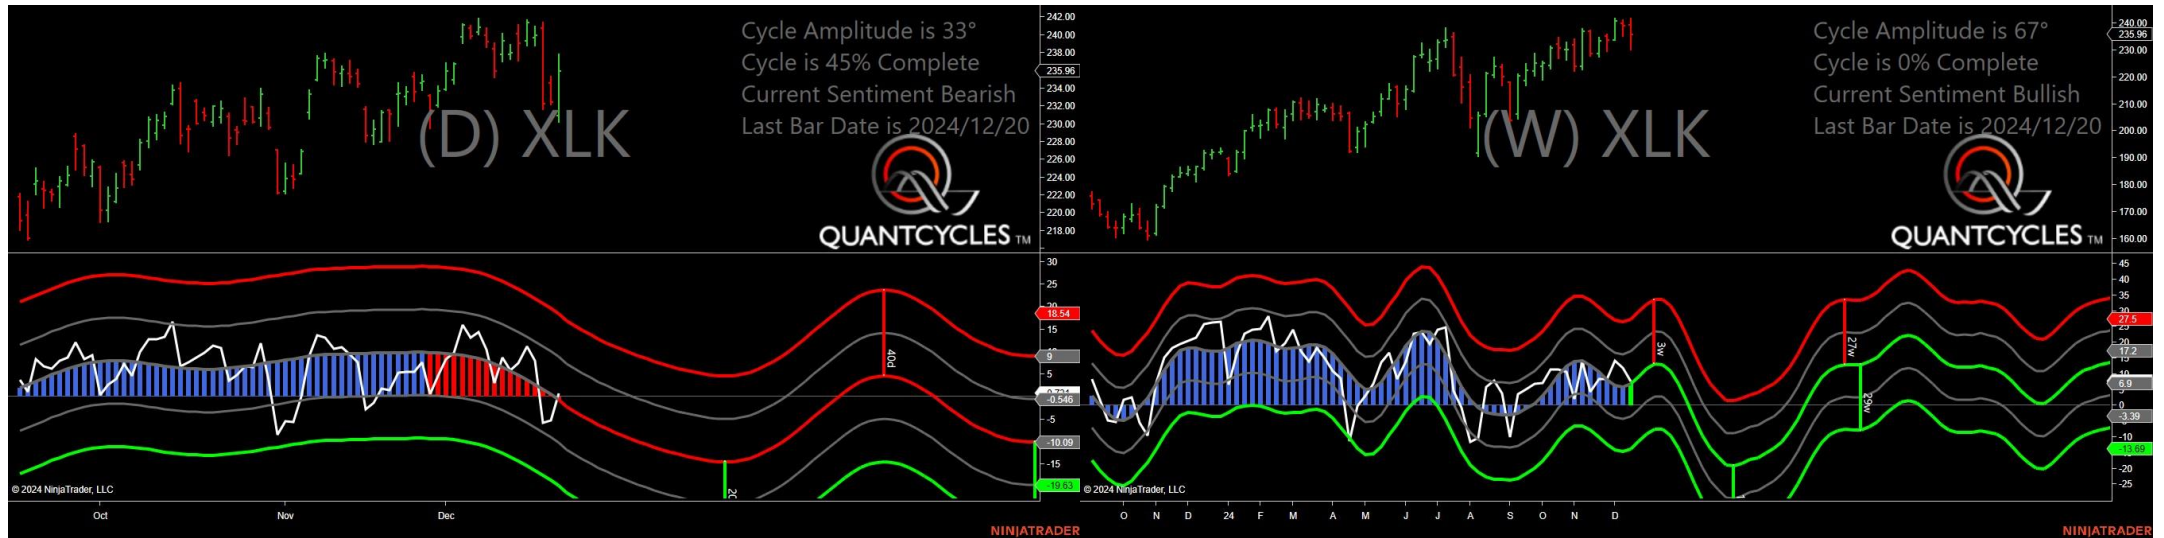 Cycle Amplitude is 33°
Cycle is 45% Complete
Current Sentiment Bearish
Last Bar Date is 2024/12/20
(D) XLK
QUANTCYCLES TM
242.00
240.00
238.00
235.96
234.00
232.00
230.00
228.00
226.00
224.00
222.00
220.00
218.00
30
25
20
18.54
15
9
5
-0.546
-5
-10.09
-15
-19.63
40d
© 2024 NinjaTrader, LLC
Oct Nov Dec
NINJATRADER
Cycle Amplitude is 67°
Cycle is 0% Complete
Current Sentiment Bullish
Last Bar Date is 2024/12/20
(W) XLK
QUANTCYCLES TM
240.00
235.96
230.00
220.00
210.00
200.00
190.00
180.00
170.00
160.00
45
40
35
27.5
17.2
6.9
0
-3.39
-10
-13.69
-20
-25
3w
27w
29w
© 2024 NinjaTrader, LLC
O N D 24 F M A M J J A S O N D
NINJATRADER